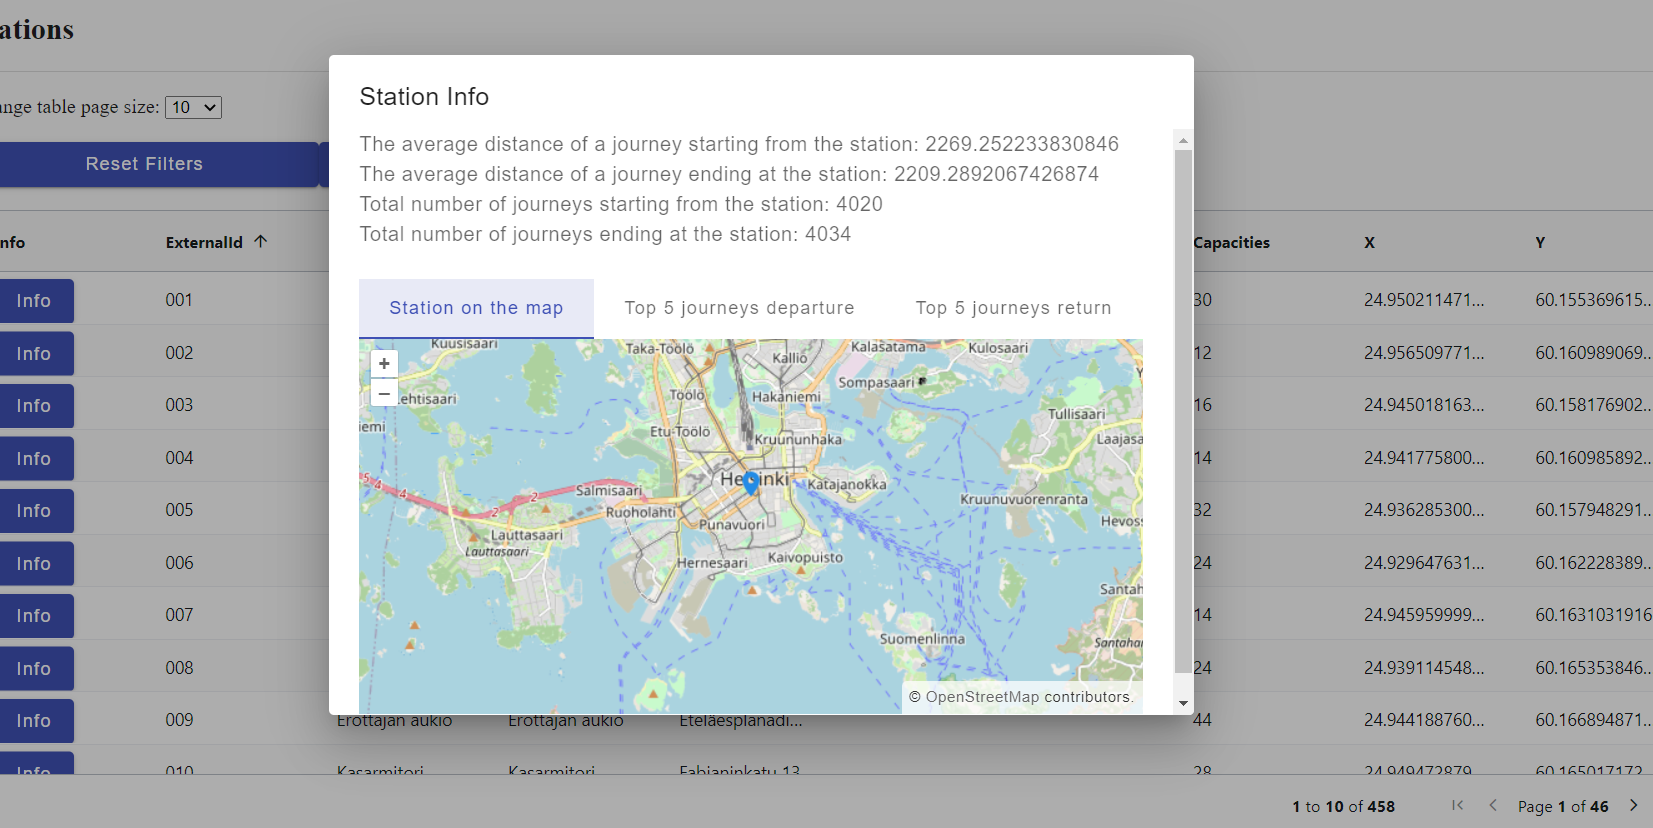 ations
ange table page size: 10
Reset Filters
Station Info
The average distance of a journey starting from the station: 2269.252233830846
The average distance of a journey ending at the station: 2209.2892067426874
Total number of journeys starting from the station: 4020
Total number of journeys ending at the station: 4034
Station on the map
Top 5 journeys departure
Top 5 journeys return
+
−
Kuusisaari
Taka-Töölö
Kallio
Kalasatama
Kulosaari
Sompasaari
Lehtisaari
Töölö
Hakaniemi
Tullisaari
iemi
Etu-Töölö
Kruununhaka
Laajasa
5 4 4
Helsinki
Katajanokka
Salmisaari
2
2
Ruoholahti
Kruunuvuorenranta
Punavuori
Hevoss
Lauttasaari
Lauttasaari
Kaivopuisto
Hernesaari
Santah
Suomenlinna
Santahar
© OpenStreetMap contributors.
nfo ExternalId Capacities X Y
Info 001 30 24.950211471... 60.155369615...
Info 002 12 24.956509771... 60.160989069...
Info 003 16 24.945018163... 60.158176902...
Info 004 14 24.941775800... 60.160985892...
Info 005 32 24.936285300... 60.157948291...
Info 006 24 24.929647631... 60.162228389...
Info 007 14 24.945959999... 60.1631031916
Info 008 24 24.939114548... 60.165353846...
Info 009 Erottajan aukio Erottajan aukio Eteläesplanadi... 44 24.944188760... 60.166894871...
Info 010 Kasarmitori Kasarmitori Fabianinkatu 13 28 24.949472879 60.165017172
1 to 10 of 458
Page 1 of 46